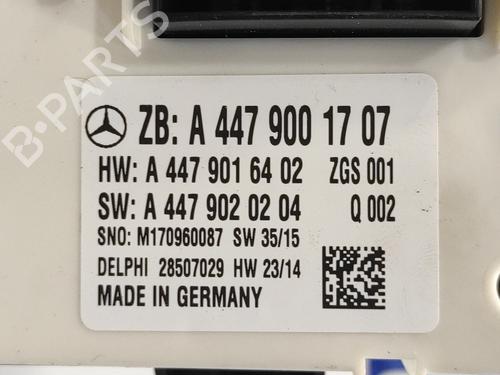 B-PARTS
ZB: A 447 900 17 07
HW: A 447 901 64 02 ZGS 001
SW: A 447 902 02 04 Q 002
SNO: M170960087 SW 35/15
DELPHI 28507029 HW 23/14
MADE IN GERMANY